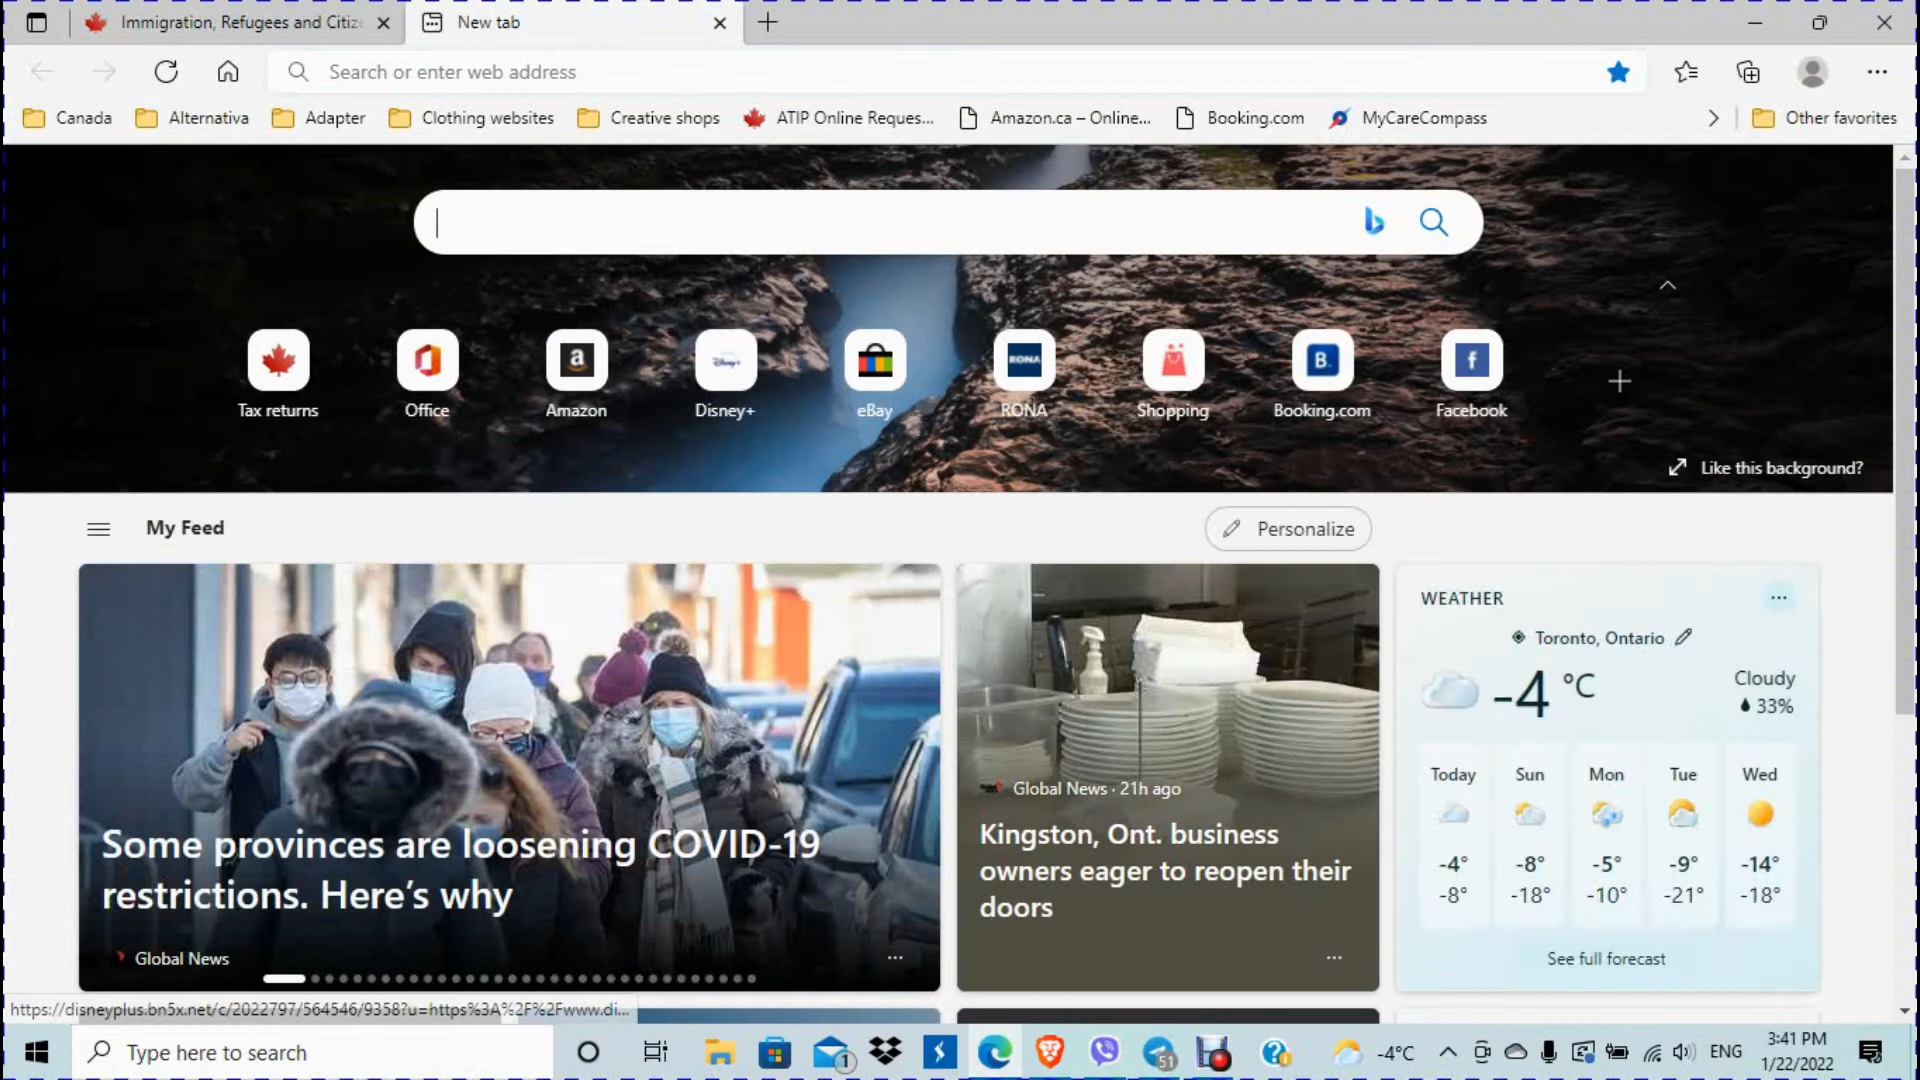 Immigration, Refugees and Citiz
New tab
Search or enter web address
Canada
Alternativa
Adapter
Clothing websites
Creative shops
ATIP Online Reques...
Amazon.ca – Online...
Booking.com
MyCareCompass
Other favorites
Tax returns
Office
Amazon
Disney+
eBay
RONA
Shopping
Booking.com
Facebook
Like this background?
My Feed
Personalize
Some provinces are loosening COVID-19
restrictions. Here's why
Global News
Global News · 21h ago
Kingston, Ont. business
owners eager to reopen their
doors
WEATHER
Toronto, Ontario
-4 °C
Cloudy
33%
Today Sun Mon Tue Wed
-4° -8° -5° -9° -14°
-8° -18° -10° -21° -18°
See full forecast
https://disneyplus.bn5x.net/c/2022797/564546/9358?u=https%3A%2F%2Fwww.di...
Type here to search
1
51
-4°C
ENG
3:41 PM
1/22/2022